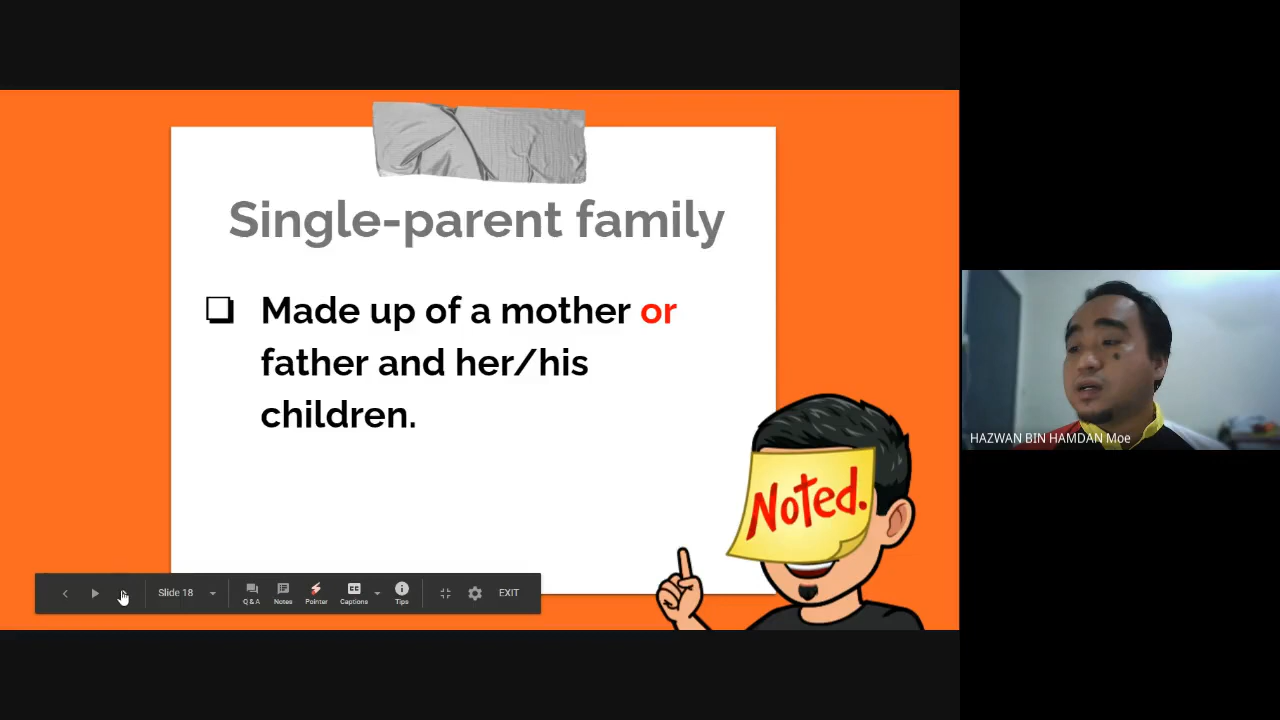 Single-parent family
❏ Made up of a mother or
father and her/his
children.
Noted.
HAZWAN BIN HAMDAN Moe
Slide 18
Q & A
Notes
Pointer
Captions
Tips
EXIT